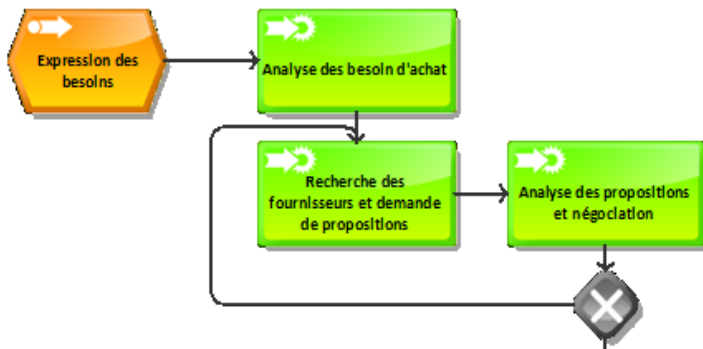 Expression des
besoins
Analyse des besoin d'achat
Recherche des
fournisseurs et demande
de propositions
Analyse des propositions
et négociation